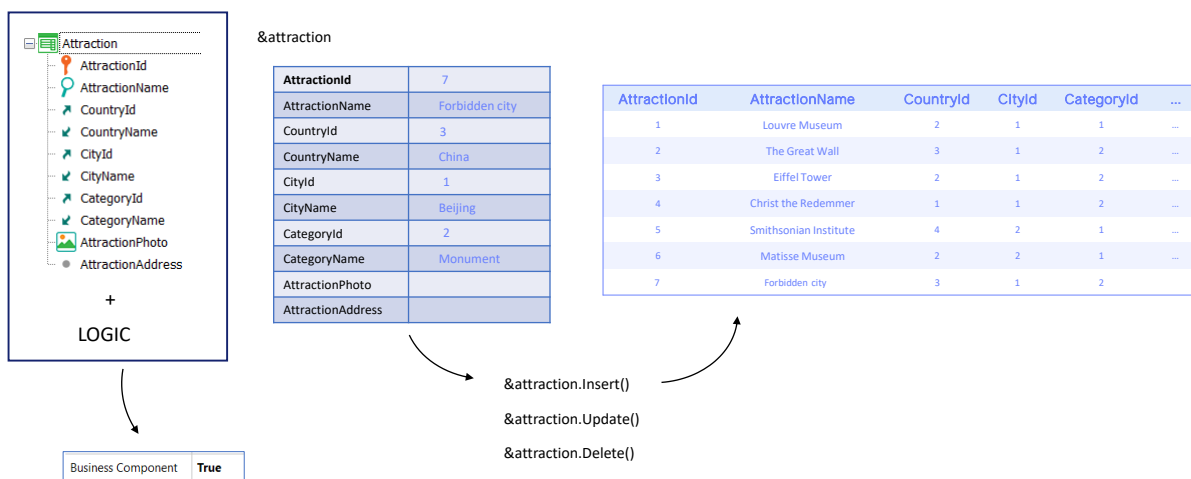 Attraction
AttractionId
AttractionName
CountryId
CountryName
CityId
CityName
CategoryId
CategoryName
AttractionPhoto
AttractionAddress
+
LOGIC
Business Component True
&attraction
AttractionId 7
AttractionName Forbidden city
CountryId 3
CountryName China
CityId 1
CityName Beijing
CategoryId 2
CategoryName Monument
AttractionPhoto
AttractionAddress
&attraction.Insert()
&attraction.Update()
&attraction.Delete()
AttractionId AttractionName CountryId CityId CategoryId ...
1 Louvre Museum 2 1 1 ...
2 The Great Wall 3 1 2 ...
3 Eiffel Tower 2 1 2 ...
4 Christ the Redemmer 1 1 2 ...
5 Smithsonian Institute 4 2 1 ...
6 Matisse Museum 2 2 1 ...
7 Forbidden city 3 1 2